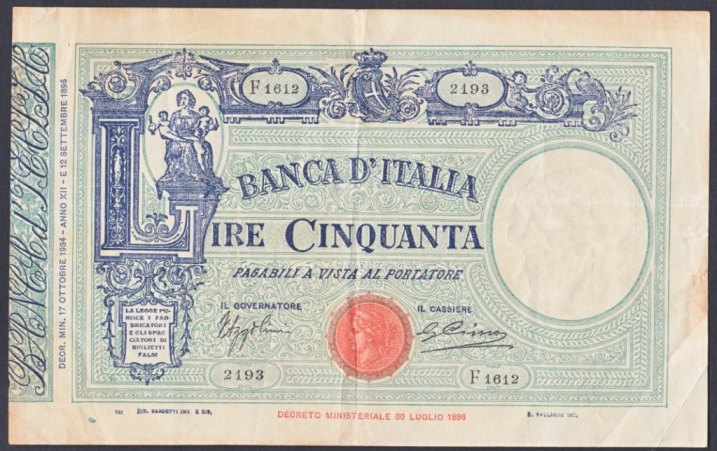 F 1612
2193
BANCA D'ITALIA
LIRE CINQUANTA
PAGABILI A VISTA AL PORTATORE
IL GOVERNATORE
IL CASSIERE
LA LEGGE PU-
NISCE I FAB-
BRICATORI
E GLI SPAC-
CIATORI DI
BIGLIETTI
FALSI
2193
F 1612
DECRETO MINISTERIALE 30 LUGLIO 1896
DECR. MIN. 17 OTTOBRE 1934 - ANNO XII - E 12 SETTEMBRE 1896